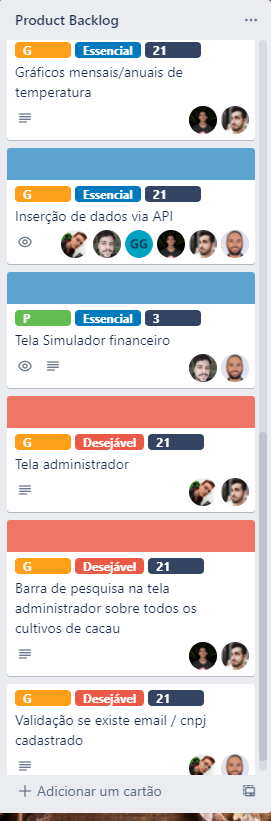 Product Backlog
G Essencial 21
Gráficos mensais/anuais de
temperatura
G Essencial 21
Inserção de dados via API
GG
P Essencial 3
Tela Simulador financeiro
G Desejável 21
Tela administrador
G Desejável 21
Barra de pesquisa na tela
administrador sobre todos os
cultivos de cacau
G Desejável 21
Validação se existe email / cnpj
cadastrado
Adicionar um cartão